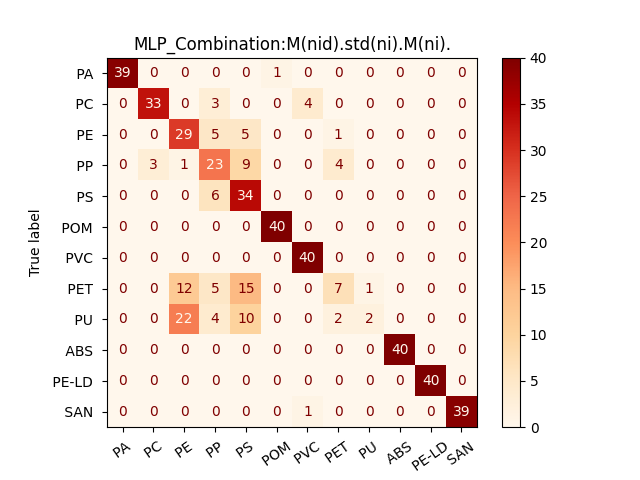 MLP_Combination:M(nid).std(ni).M(ni).
True label
PA 39 0 0 0 0 1 0 0 0 0 0 0
PC 0 33 0 3 0 0 4 0 0 0 0 0
PE 0 0 29 5 5 0 0 1 0 0 0 0
PP 0 3 1 23 9 0 0 4 0 0 0 0
PS 0 0 0 6 34 0 0 0 0 0 0 0
POM 0 0 0 0 0 40 0 0 0 0 0 0
PVC 0 0 0 0 0 0 40 0 0 0 0 0
PET 0 0 12 5 15 0 0 7 1 0 0 0
PU 0 0 22 4 10 0 0 2 2 0 0 0
ABS 0 0 0 0 0 0 0 0 0 40 0 0
PE-LD 0 0 0 0 0 0 0 0 0 0 40 0
SAN 0 0 0 0 0 0 1 0 0 0 0 39
PA PC PE PP PS POM PVC PET PU ABS PE-LD SAN
40
35
30
25
20
15
10
5
0